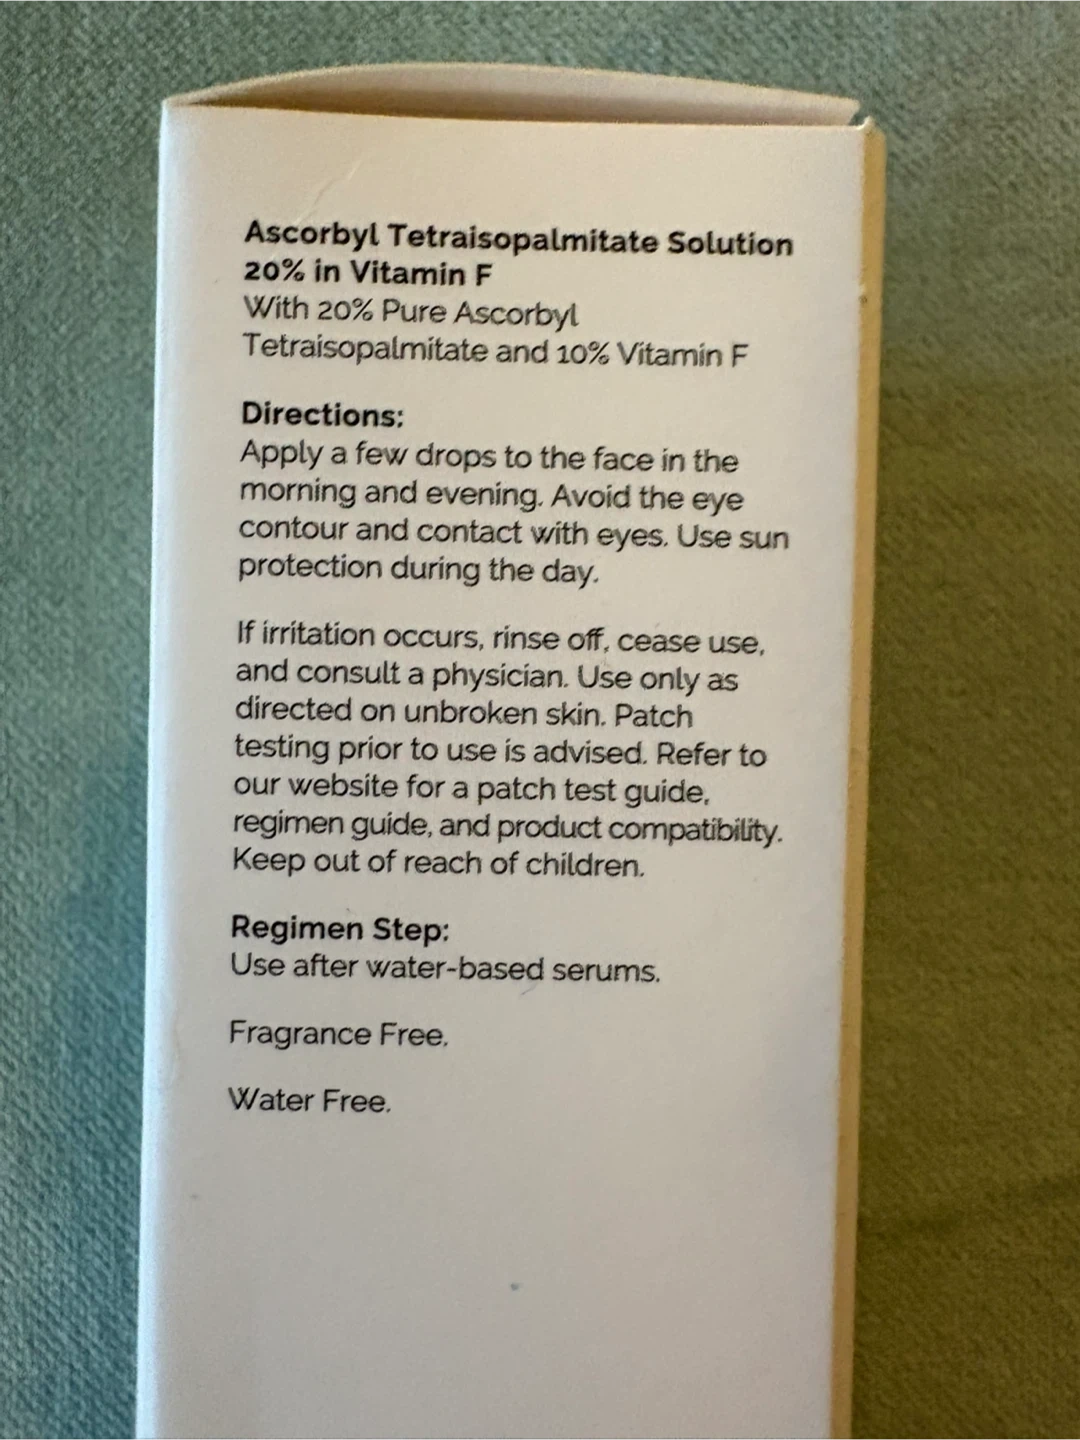 Ascorbyl Tetraisopalmitate Solution
20% in Vitamin F
With 20% Pure Ascorbyl
Tetraisopalmitate and 10% Vitamin F
Directions:
Apply a few drops to the face in the
morning and evening. Avoid the eye
contour and contact with eyes. Use sun
protection during the day.
If irritation occurs, rinse off, cease use,
and consult a physician. Use only as
directed on unbroken skin. Patch
testing prior to use is advised. Refer to
our website for a patch test guide,
regimen guide, and product compatibility.
Keep out of reach of children.
Regimen Step:
Use after water-based serums.
Fragrance Free.
Water Free.